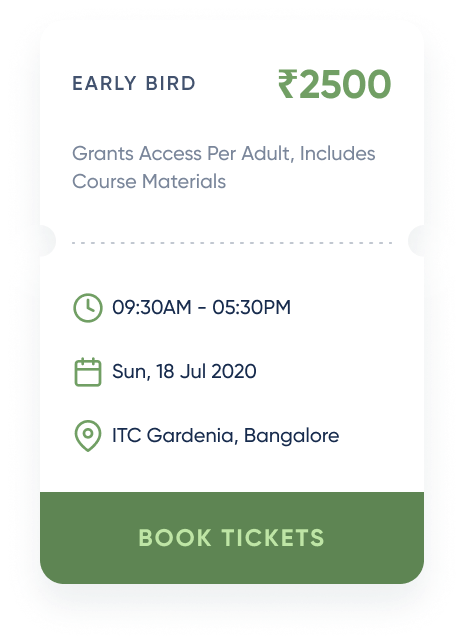 EARLY BIRD ₹2500
Grants Access Per Adult, Includes
Course Materials
09:30AM - 05:30PM
Sun, 18 Jul 2020
ITC Gardenia, Bangalore
BOOK TICKETS